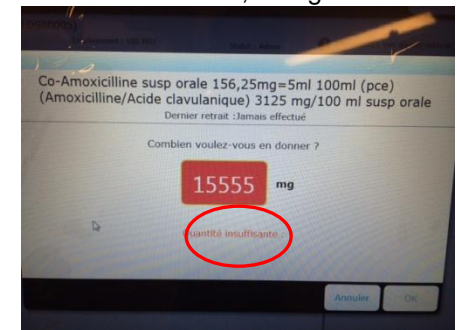 Co-Amoxicilline susp orale 156,25mg=5ml 100ml (pce)
(Amoxicilline/Acide clavulanique) 3125 mg/100 ml susp orale
Dernier retrait :Jamais effectué
Combien voulez-vous en donner ?
15555 mg
Quantité insuffisante :
Annuler OK